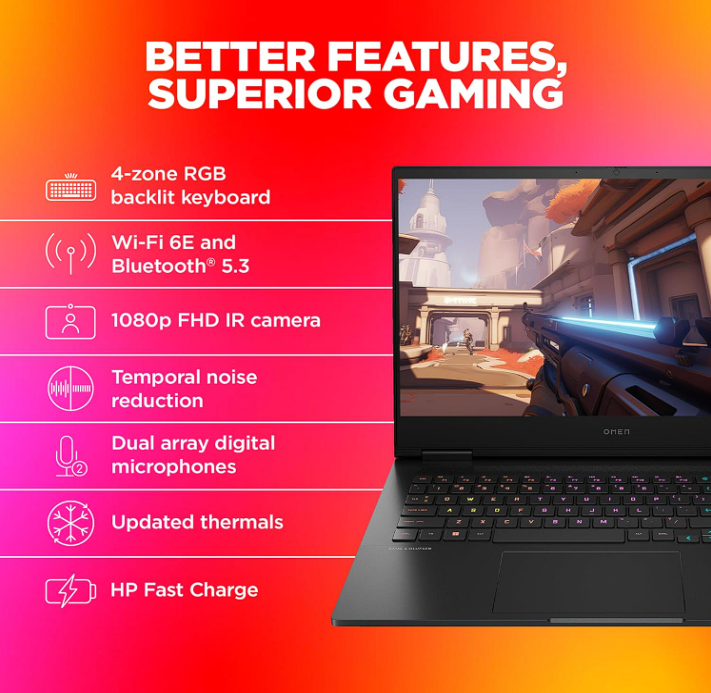 BETTER FEATURES,
SUPERIOR GAMING
4-zone RGB
backlit keyboard
Wi-Fi 6E and
Bluetooth® 5.3
1080p FHD IR camera
Temporal noise
reduction
Dual array digital
microphones
2
Updated thermals
HP Fast Charge
OMEN